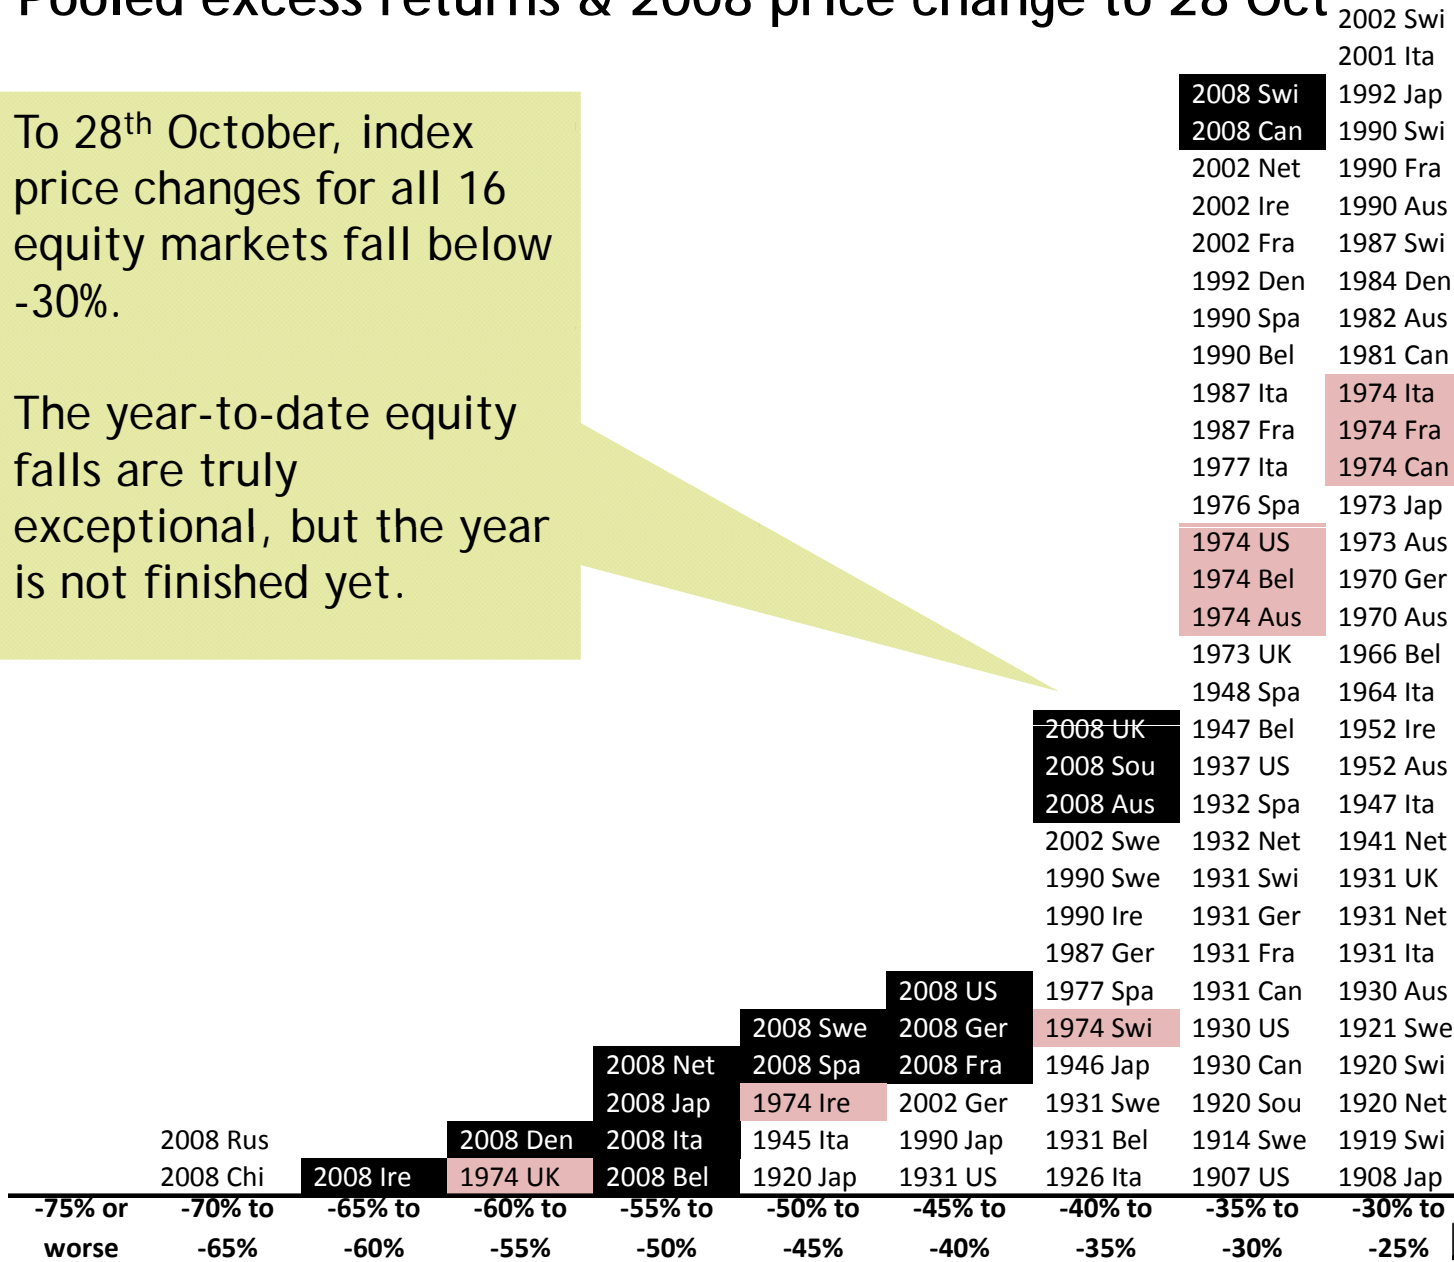 Pooled excess returns & 2008 price change to 28 Oct
To 28th October, index
price changes for all 16
equity markets fall below
-30%.
The year-to-date equity
falls are truly
exceptional, but the year
is not finished yet.
2008 Rus
2008 Chi
2008 Ire
2008 Den
1974 UK
2008 Net
2008 Jap
2008 Ita
2008 Bel
2008 Swe
2008 Spa
1974 Ire
1945 Ita
1920 Jap
2008 US
2008 Ger
2008 Fra
2002 Ger
1990 Jap
1931 US
2008 UK
2008 Sou
2008 Aus
2002 Swe
1990 Swe
1990 Ire
1987 Ger
1977 Spa
1974 Swi
1946 Jap
1931 Swe
1931 Bel
1926 Ita
2008 Swi
2008 Can
2002 Net
2002 Ire
2002 Fra
1992 Den
1990 Spa
1990 Bel
1987 Ita
1987 Fra
1977 Ita
1976 Spa
1974 US
1974 Bel
1974 Aus
1973 UK
1948 Spa
1947 Bel
1937 US
1932 Spa
1932 Net
1931 Swi
1931 Ger
1931 Fra
1931 Can
1930 US
1930 Can
1920 Sou
1914 Swe
1907 US
2002 Swi
2001 Ita
1992 Jap
1990 Swi
1990 Fra
1990 Aus
1987 Swi
1984 Den
1982 Aus
1981 Can
1974 Ita
1974 Fra
1974 Can
1973 Jap
1973 Aus
1970 Ger
1970 Aus
1966 Bel
1964 Ita
1952 Ire
1952 Aus
1947 Ita
1941 Net
1931 UK
1931 Net
1931 Ita
1930 Aus
1921 Swe
1920 Swi
1920 Net
1919 Swi
1908 Jap
-75% or
worse
-70% to
-65%
-65% to
-60%
-60% to
-55%
-55% to
-50%
-50% to
-45%
-45% to
-40%
-40% to
-35%
-35% to
-30%
-30% to
-25%